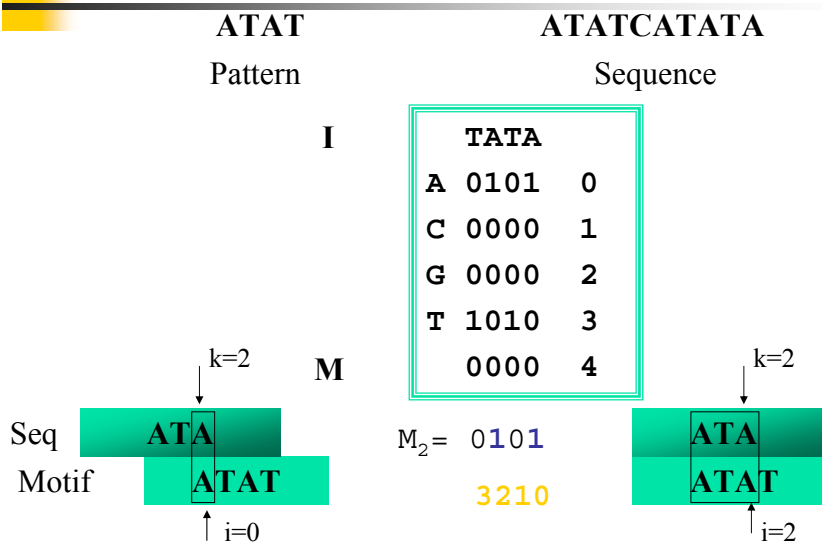 ATAT ATATCATATA
Pattern Sequence
I TATA
A 0101 0
C 0000 1
G 0000 2
T 1010 3
M 0000 4
k=2 k=2
Seq ATA M2= 0101 ATA
Motif ATAT 3210 ATAT
i=0 i=2